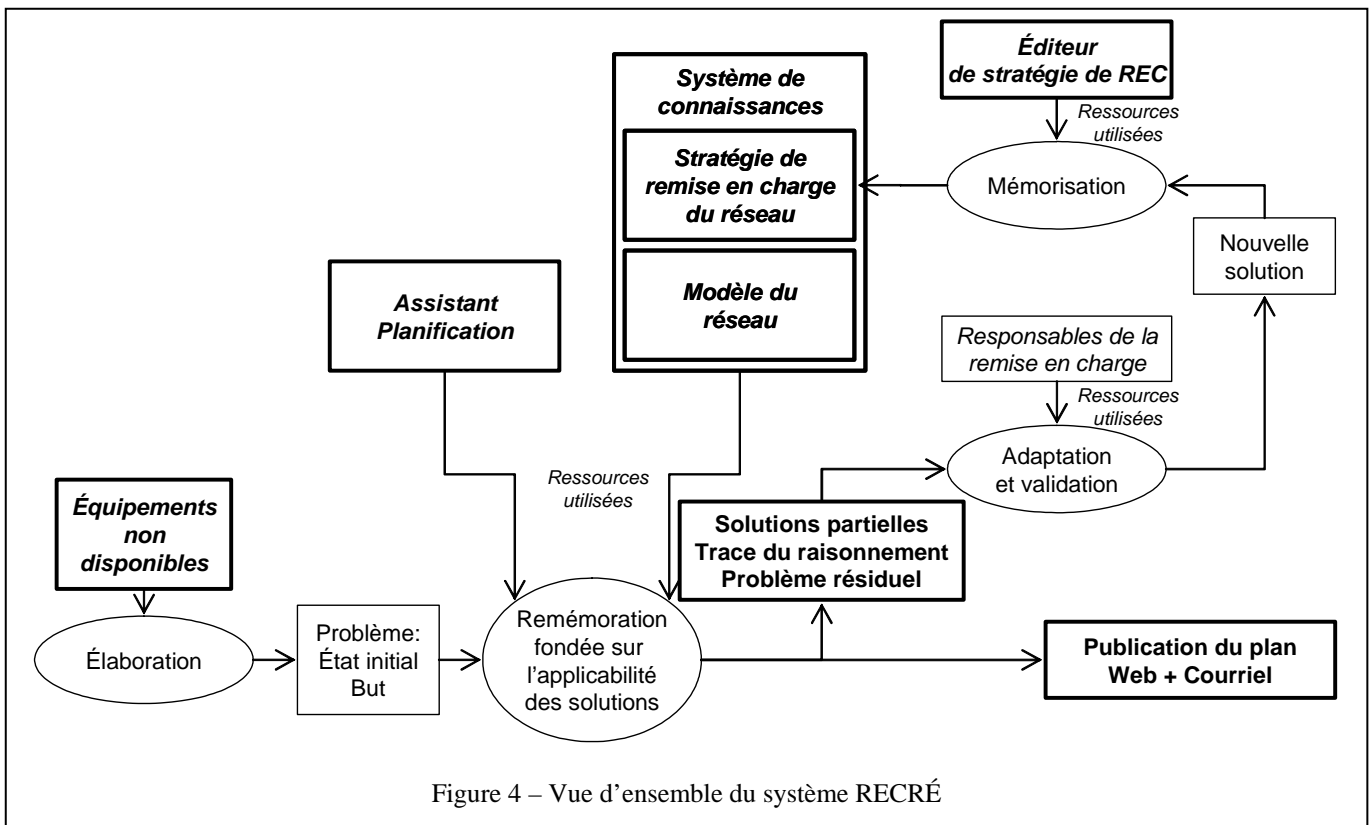 Éditeur
de stratégie de REC
Système de
connaissances
Ressources
utilisées
Stratégie de
remise en charge
du réseau
Mémorisation
Nouvelle
solution
Assistant
Planification
Modèle du
réseau
Responsables de la
remise en charge
Ressources
utilisées
Ressources
utilisées
Adaptation
et validation
Équipements
non
disponibles
Solutions partielles
Trace du raisonnement
Problème résiduel
Élaboration
Problème:
État initial
But
Remémoration
fondée sur
l’applicabilité
des solutions
Publication du plan
Web + Courriel
Figure 4 – Vue d’ensemble du système RECRÉ